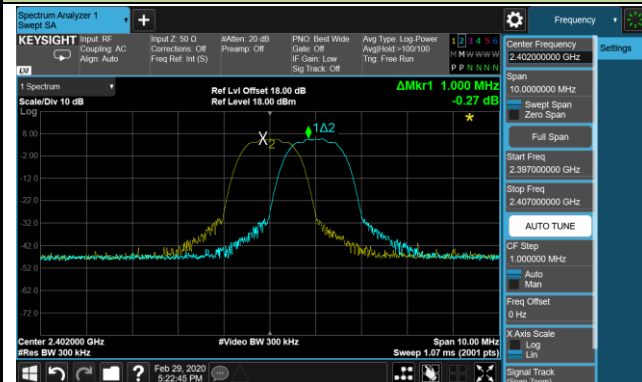 Spectrum Analyzer 1
Swept SA
+
Frequency
KEYSIGHT
Input: RF
Coupling: AC
Align: Auto
Input Z: 50 Ω
Corrections: Off
Freq Ref: Int (S)
#Atten: 20 dB
Preamp: Off
PNO: Best Wide
Gate: Off
IF Gain: Low
Sig Track: Off
Avg Type: Log-Power
Avg|Hold:>100/100
Trig: Free Run
1 2 3 4 5 6
M M W W W W
P P N N N N
LXI
1 Spectrum
Scale/Div 10 dB
Ref Lvl Offset 18.00 dB
Ref Level 18.00 dBm
ΔMkr1 1.000 MHz
-0.27 dB
Log
*
8.00
-2.00
-12.0
-22.0
-32.0
-42.0
-52.0
-62.0
-72.0
X2
1Δ2
Center 2.402000 GHz
#Res BW 300 kHz
#Video BW 300 kHz
Span 10.00 MHz
Sweep 1.07 ms (2001 pts)
Feb 29, 2020
5:22:45 PM
?
Center Frequency
2.402000000 GHz
Span
10.0000000 MHz
Swept Span
Zero Span
Full Span
Start Freq
2.397000000 GHz
Stop Freq
2.407000000 GHz
AUTO TUNE
CF Step
1.000000 MHz
Auto
Man
Freq Offset
0 Hz
X Axis Scale
Log
Lin
Signal Track
(Span Zoom)
Settings